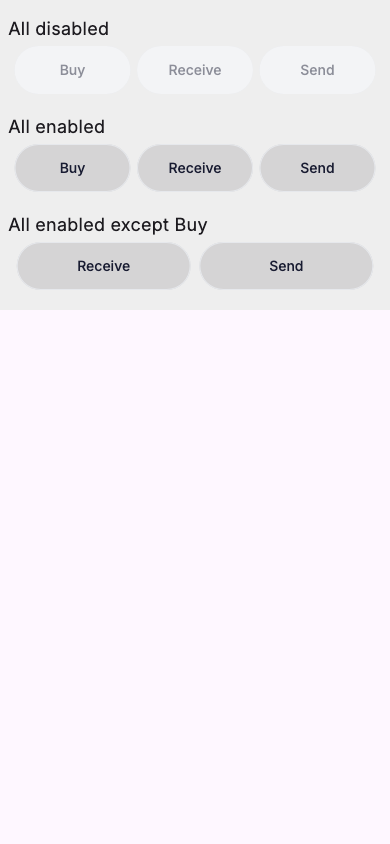 All disabled
Buy Receive Send
All enabled
Buy Receive Send
All enabled except Buy
Receive Send